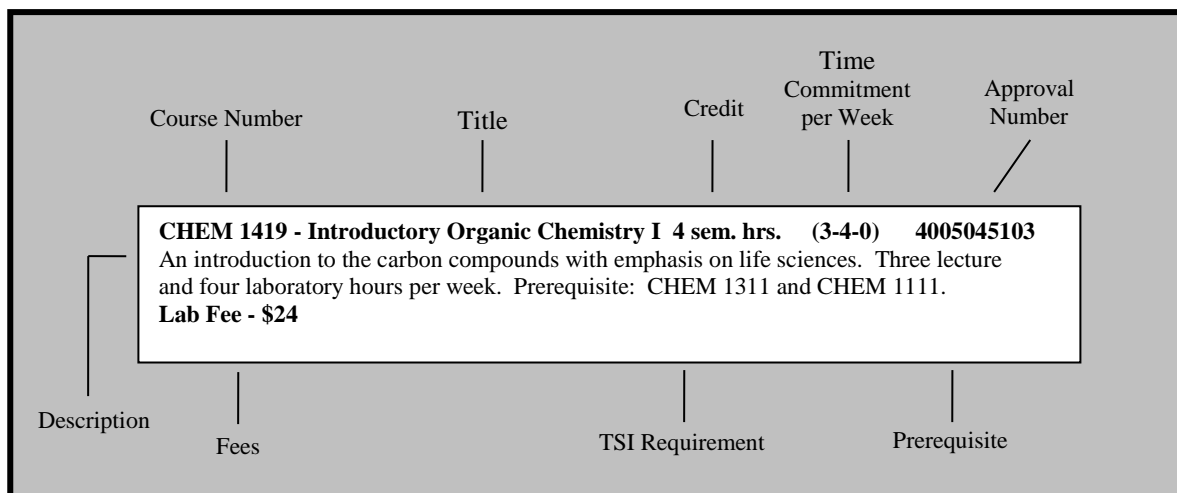 Time
Commitment
per Week
Approval
Number
Credit
Course Number
Title
CHEM 1419 - Introductory Organic Chemistry I 4 sem. hrs. (3-4-0) 4005045103
An introduction to the carbon compounds with emphasis on life sciences. Three lecture
and four laboratory hours per week. Prerequisite: CHEM 1311 and CHEM 1111.
Lab Fee - $24
Description
Fees
TSI Requirement
Prerequisite